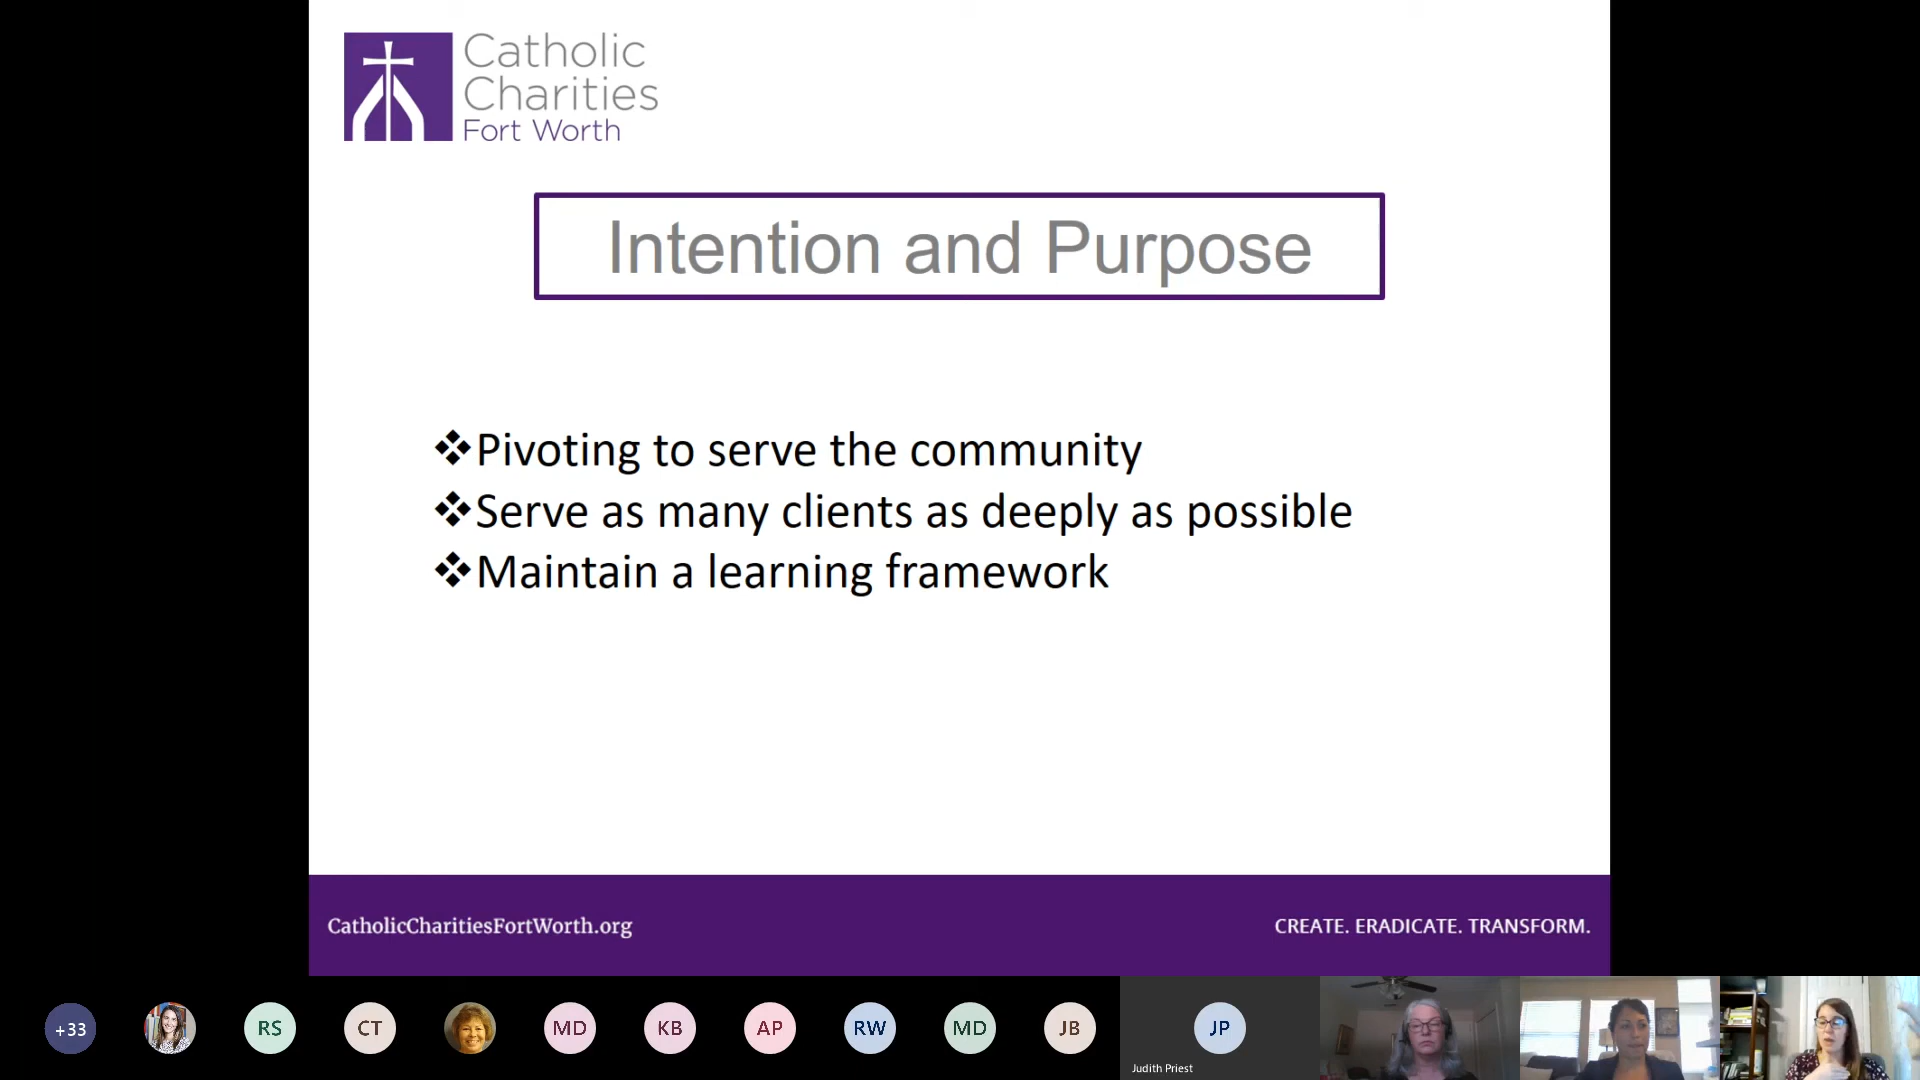 Catholic
Charities
Fort Worth
Intention and Purpose
❖Pivoting to serve the community
❖Serve as many clients as deeply as possible
❖Maintain a learning framework
CatholicCharitiesFortWorth.org
CREATE. ERADICATE. TRANSFORM.
+33
RS
CT
MD
KB
AP
RW
MD
JB
JP
Judith Priest